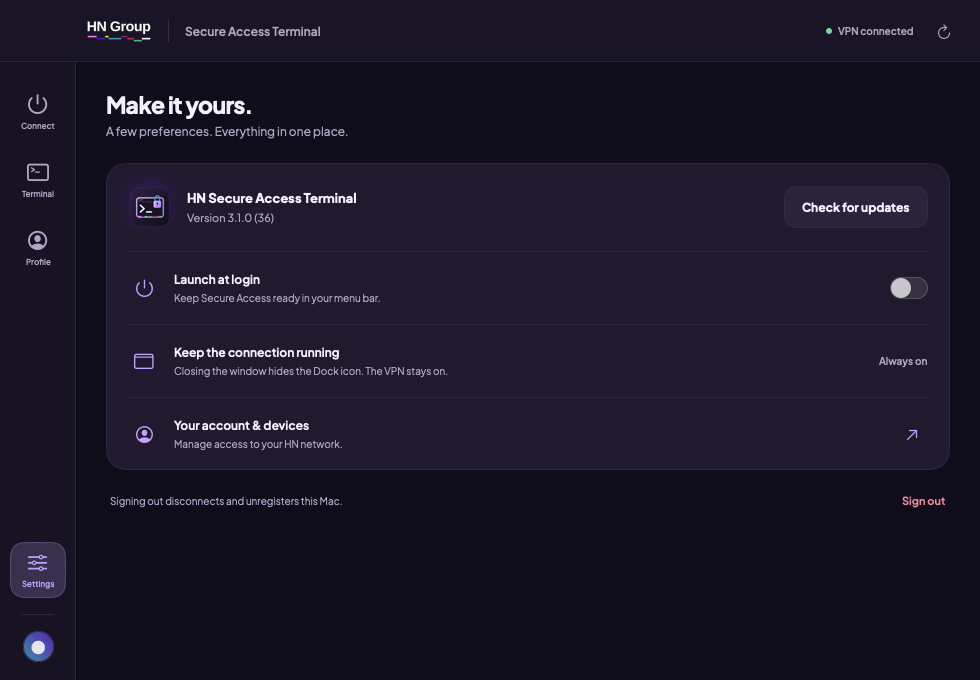 HN Group
Secure Access Terminal
VPN connected
Connect
Terminal
Profile
Settings
Make it yours.
A few preferences. Everything in one place.
HN Secure Access Terminal
Version 3.1.0 (36)
Check for updates
Launch at login
Keep Secure Access ready in your menu bar.
Keep the connection running
Closing the window hides the Dock icon. The VPN stays on.
Always on
Your account & devices
Manage access to your HN network.
Signing out disconnects and unregisters this Mac.
Sign out